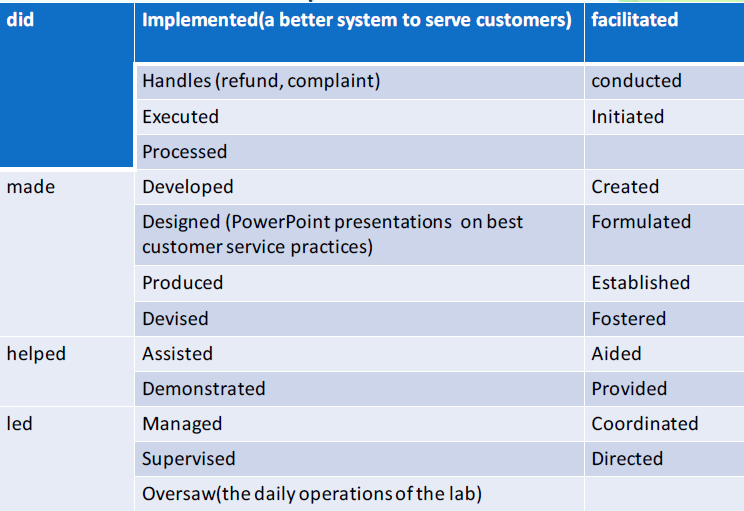 did Implemented(a better system to serve customers) facilitated
Handles (refund, complaint) conducted
Executed Initiated
Processed
made Developed Created
Designed (PowerPoint presentations on best Formulated
customer service practices)
Produced Established
Devised Fostered
helped Assisted Aided
Demonstrated Provided
led Managed Coordinated
Supervised Directed
Oversaw(the daily operations of the lab)